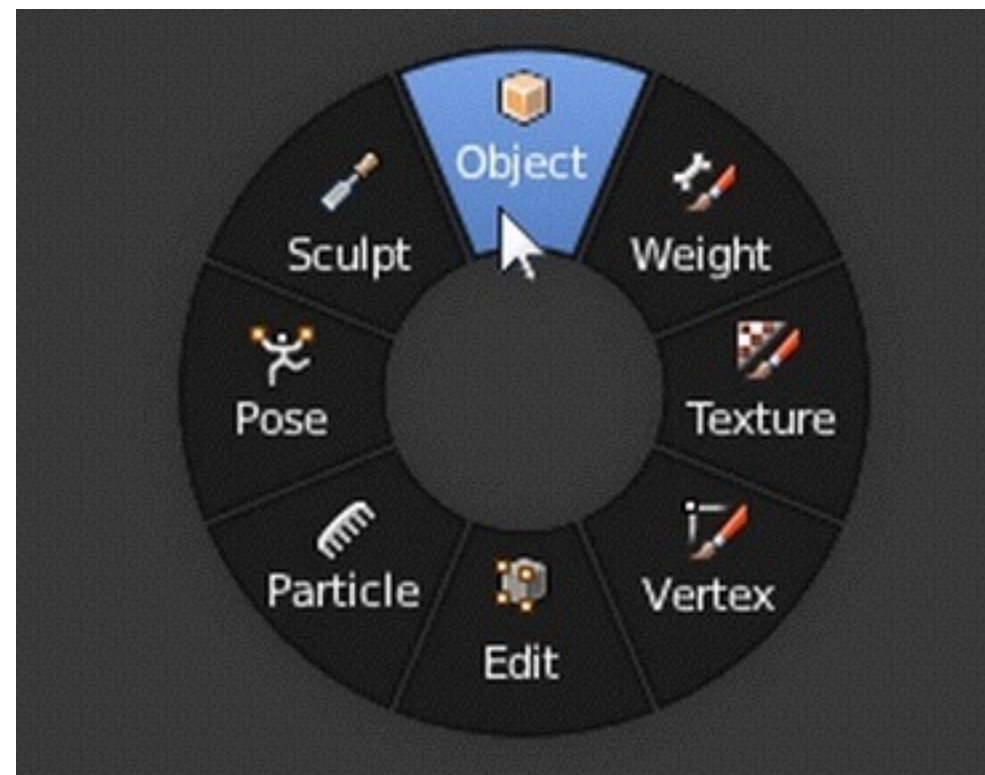 Object
Sculpt
Weight
Pose
Texture
Particle
Vertex
Edit